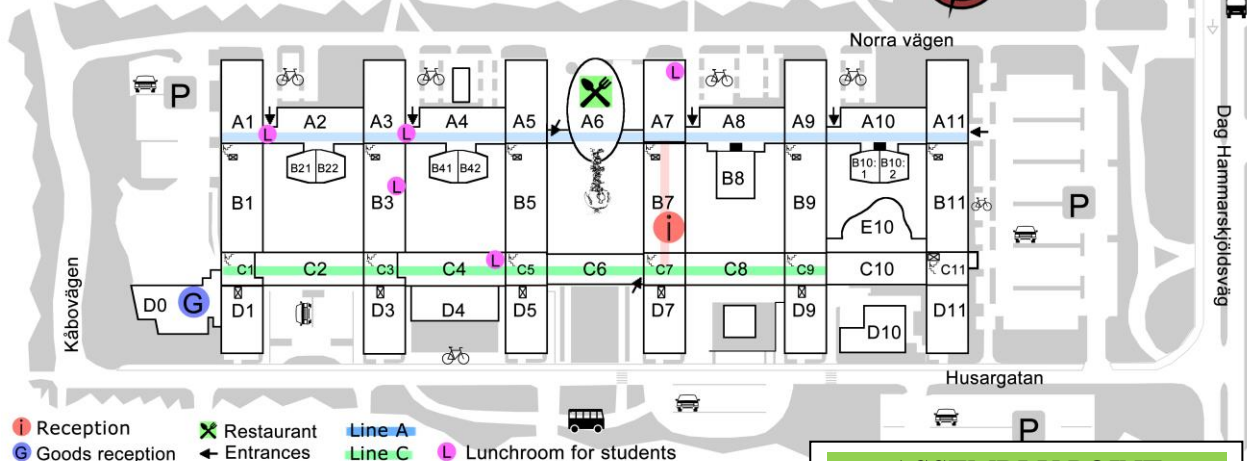 Norra vägen
P
A1 A2 A3 A4 A5 A6 A7 A8 A9 A10 A11
L
L
L
B21 B22
B41 B42
B8
B10:1 B10:2
B1 B3 B5 B7 B9 B11
L
P
i
E10
L
C1 C2 C3 C4 C5 C6 C7 C8 C9 C10 C11
D0 G D1 D3 D4 D5 D7 D9 D10 D11
Kåbovägen
Dag Hammarskjöldsväg
Husargatan
P
i Reception
G Goods reception
Restaurant
Entrances
Line A
Line C
L Lunchroom for students